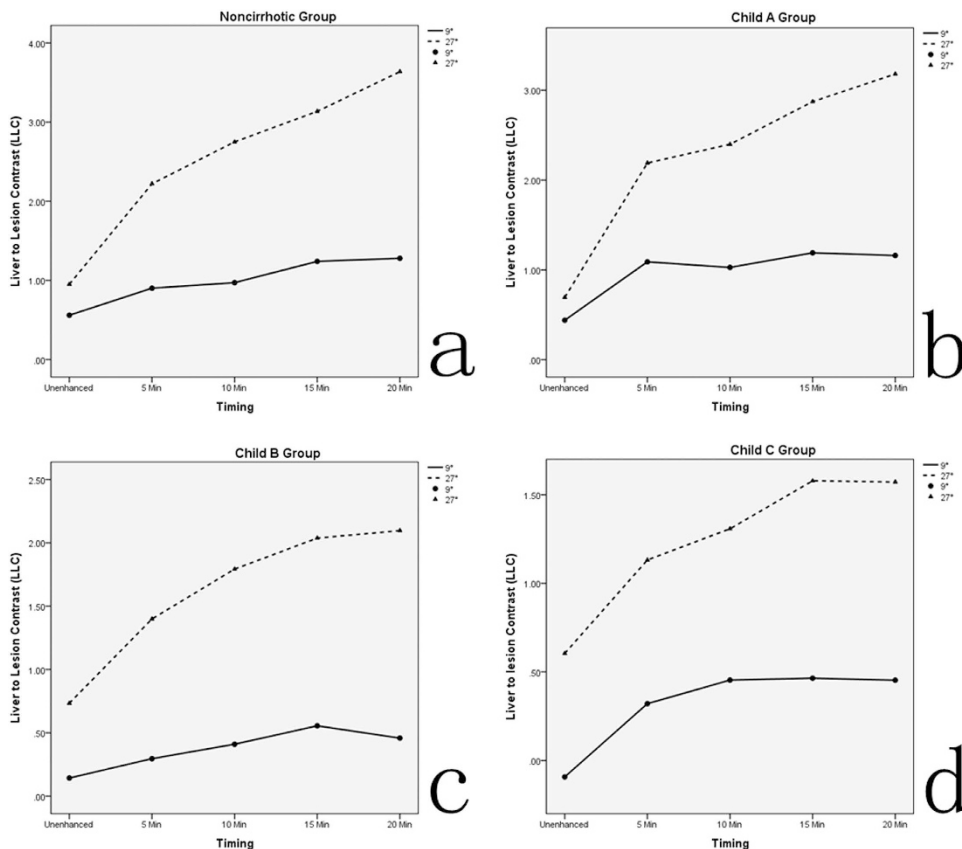 Noncirrhotic Group
9°
27°
9°
27°
Liver to Lesion Contrast (LLC)
4.00
3.00
2.00
1.00
.00
Unenhanced 5 Min 10 Min 15 Min 20 Min
Timing
a
Child A Group
9°
27°
9°
27°
Liver to Lesion Contrast (LLC)
3.00
2.00
1.00
.00
Unenhanced 5 Min 10 Min 15 Min 20 Min
Timing
b
Child B Group
9°
27°
9°
27°
Liver to Lesion Contrast (LLC)
2.50
2.00
1.50
1.00
.50
.00
Unenhanced 5 Min 10 Min 15 Min 20 Min
Timing
c
Child C Group
9°
27°
9°
27°
Liver to lesion Contrast (LLC)
1.50
1.00
.50
.00
Unenhanced 5 Min 10 Min 15 Min 20 Min
Timing
d